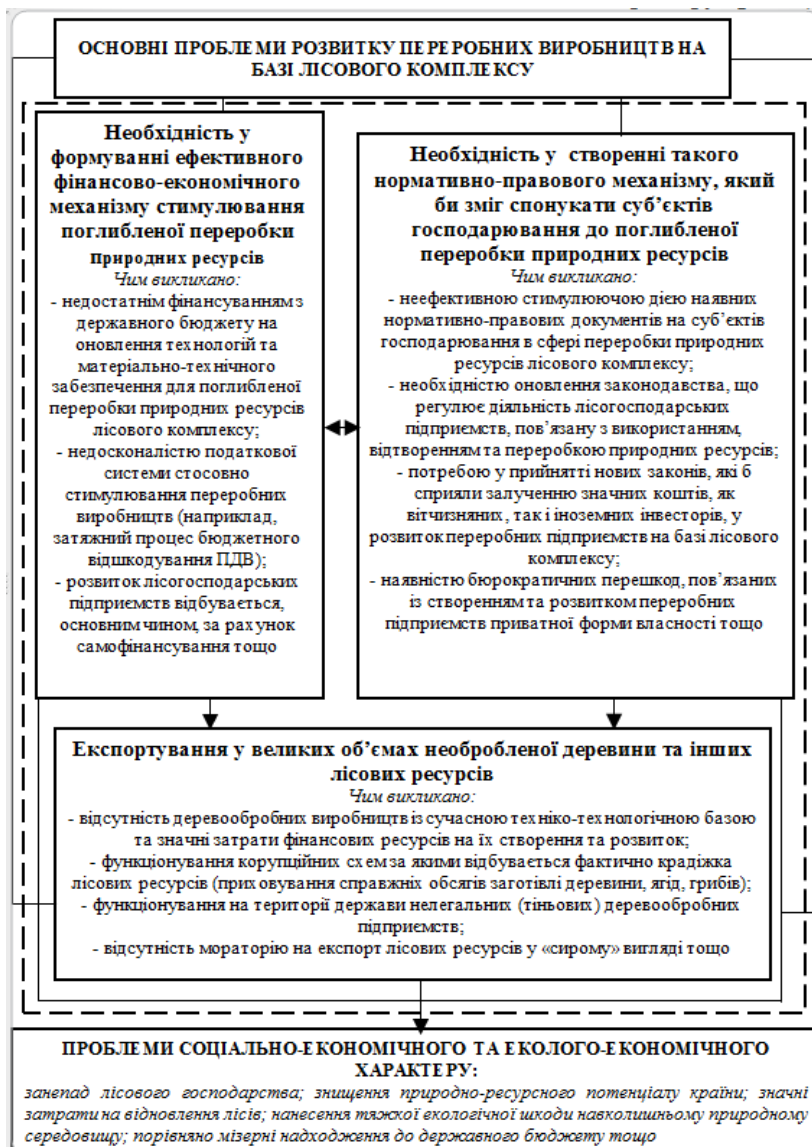 ОСНОВНІ ПРОБЛЕМИ РОЗВИТКУ ПЕРЕРОБНИХ ВИРОБНИЦТВ НА
БАЗІ ЛІСОВОГО КОМПЛЕКСУ
Необхідність у
формуванні ефективного
фінансово-економічного
механізму стимулювання
поглибленої переробки
природних ресурсів
Чим викликано:
- недостатнім фінансуванням з
державного бюджету на
оновлення технологій та
матеріально-технічного
забезпечення для поглибленої
переробки природних ресурсів
лісового комплексу;
- недосконалістю податкової
системи стосовно
стимулювання переробних
виробництв (наприклад,
затяжний процес бюджетного
відшкодування ПДВ);
- розвиток лісогосподарських
підприємств відбувається,
основним чином, за рахунок
самофінансування тощо
Необхідність у створенні такого
нормативно-правового механізму, який
би зміг спонукати суб’єктів
господарювання до поглибленої
переробки природних ресурсів
Чим викликано:
- неефективною стимулюючою дією наявних
нормативно-правових документів на суб’єктів
господарювання в сфері переробки природних
ресурсів лісового комплексу;
- необхідністю оновлення законодавства, що
регулює діяльність лісогосподарських
підприємств, пов’язану з використанням,
відтворенням та переробкою природних ресурсів;
- потребою у прийнятті нових законів, які б
сприяли залученню значних коштів, як
вітчизняних, так і іноземних інвесторів, у
розвиток переробних підприємств на базі лісового
комплексу;
- наявністю бюрократичних перешкод, пов’язаних
із створенням та розвитком переробних
підприємств приватної форми власності тощо
Експортування у великих об’ємах необробленої деревини та інших
лісових ресурсів
Чим викликано:
- відсутність деревообробних виробництв із сучасною техніко-технологічною базою
та значні затрати фінансових ресурсів на їх створення та розвиток;
- функціонування корупційних схем за якими відбувається фактично крадіжка
лісових ресурсів (приховування справжніх обсягів заготівлі деревини, ягід, грибів);
- функціонування на території держави нелегальних (тіньових) деревообробних
підприємств;
- відсутність мораторію на експорт лісових ресурсів у «сирому» вигляді тощо
ПРОБЛЕМИ СОЦІАЛЬНО-ЕКОНОМІЧНОГО ТА ЕКОЛОГО-ЕКОНОМІЧНОГО
ХАРАКТЕРУ:
занепад лісового господарства; знищення природно-ресурсного потенціалу країни; значні
затрати на відновлення лісів; нанесення тяжкої екологічної шкоди навколишньому природному
середовищу; порівняно мізерні надходження до державного бюджету тощо